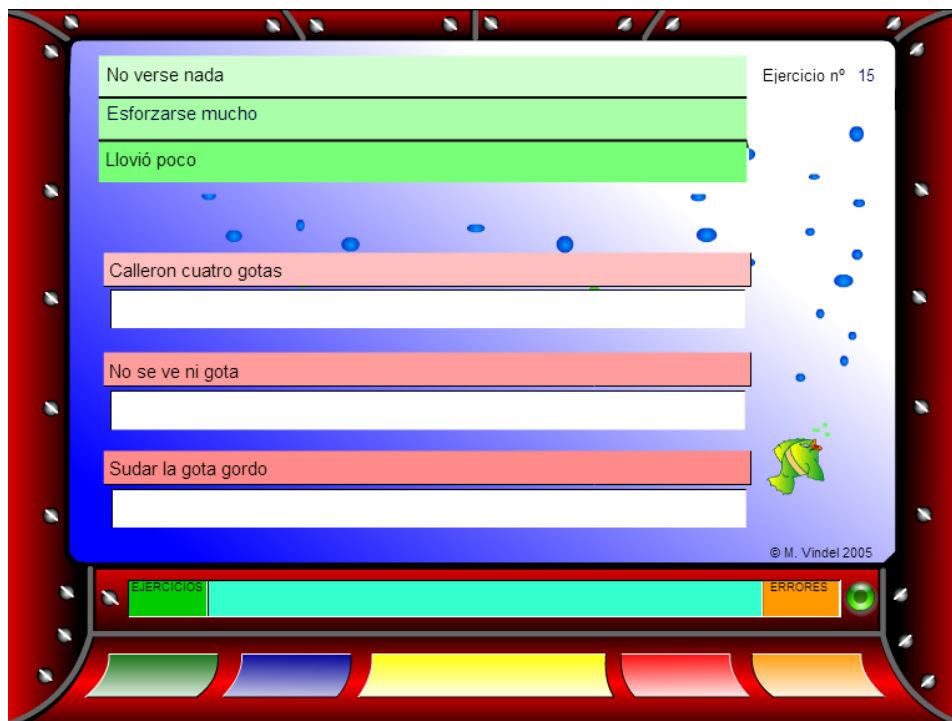 No verse nada
Ejercicio nº 15
Esforzarse mucho
Llovió poco
Calleron cuatro gotas
No se ve ni gota
Sudar la gota gordo
© M. Vindel 2005
EJERCICIOS
ERRORES